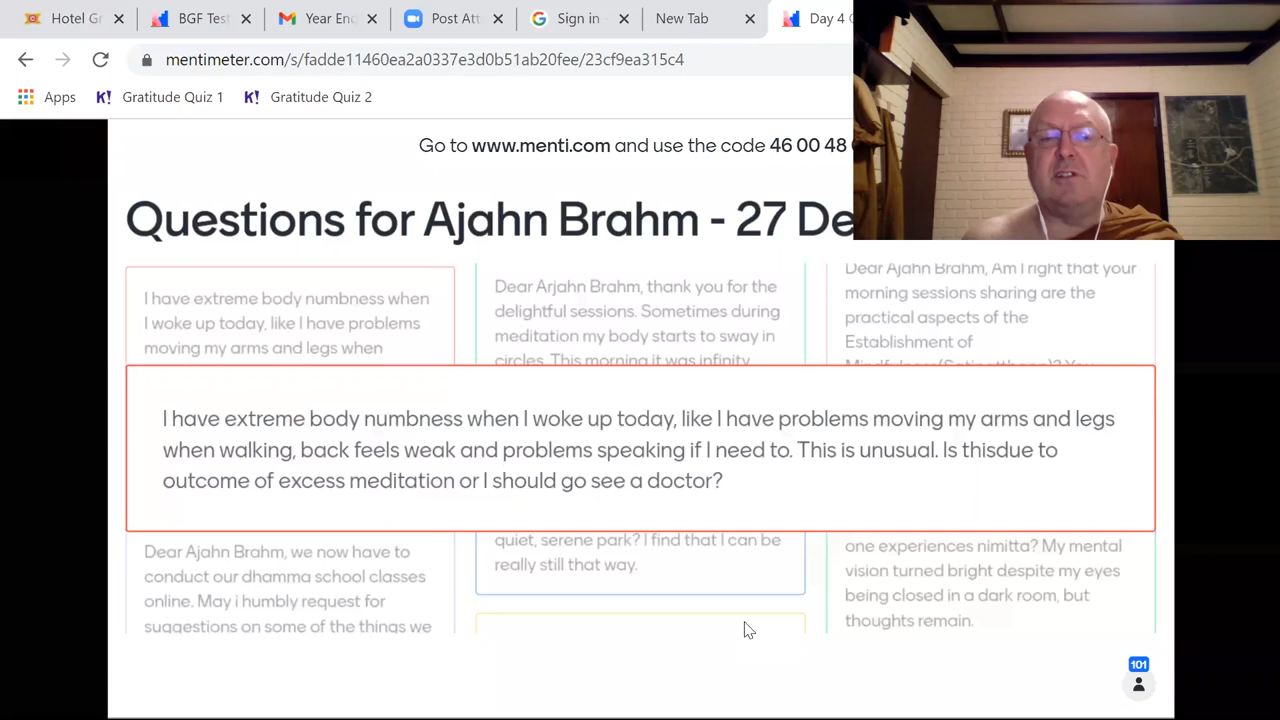 Hotel Gr
BGF Test
Year En
Post Att
Sign in
New Tab
Day 4
mentimeter.com/s/fadde11460ea2a0337e3d0b51ab20fee/23cf9ea315c4
Apps
Gratitude Quiz 1
Gratitude Quiz 2
Go to www.menti.com and use the code 46 00 48
Questions for Ajahn Brahm - 27 De
I have extreme body numbness when
I woke up today, like I have problems
moving my arms and legs when
Dear Arjahn Brahm, thank you for the
delightful sessions. Sometimes during
meditation my body starts to sway in
circles. This morning it was infinity
Dear Ajahn Brahm, Am I right that your
morning sessions sharing are the
practical aspects of the
Establishment of
Mindfulness(Satipatthana)? You
I have extreme body numbness when I woke up today, like I have problems moving my arms and legs
when walking, back feels weak and problems speaking if I need to. This is unusual. Is thisdue to
outcome of excess meditation or I should go see a doctor?
Dear Ajahn Brahm, we now have to
conduct our dhamma school classes
online. May i humbly request for
suggestions on some of the things we
quiet, serene park? I find that I can be
really still that way.
one experiences nimitta? My mental
vision turned bright despite my eyes
being closed in a dark room, but
thoughts remain.
101